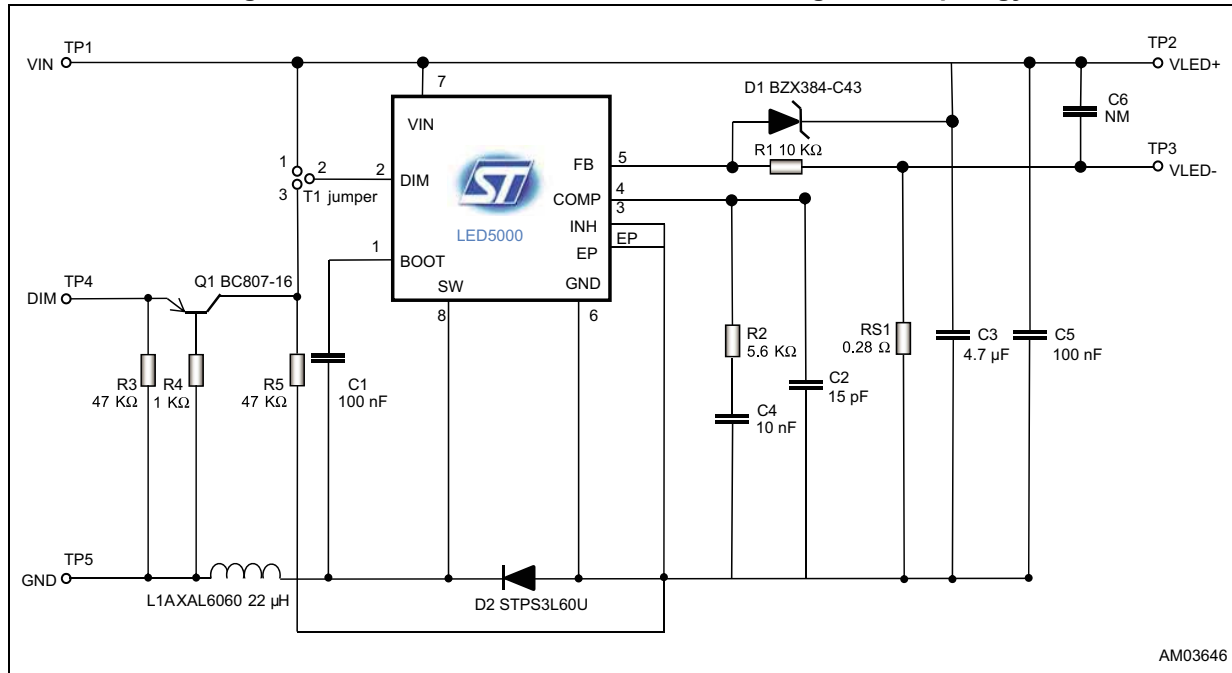 TP1
VIN
TP2
VLED+
7
D1 BZX384-C43
C6
NM
VIN
R1 10 KΩ
1
2
3
T1 jumper
2
DIM
FB
5
TP3
VLED-
ST
COMP
4
3
INH
LED5000
EP
EP
1
BOOT
TP4
DIM
Q1 BC807-16
SW
GND
8
6
R2
5.6 KΩ
RS1
0.28 Ω
C3
4.7 µF
C5
100 nF
R3
47 KΩ
R4
1 KΩ
R5
47 KΩ
C1
100 nF
C2
15 pF
C4
10 nF
TP5
GND
L1AXAL6060 22 µH
D2 STPS3L60U
AM03646